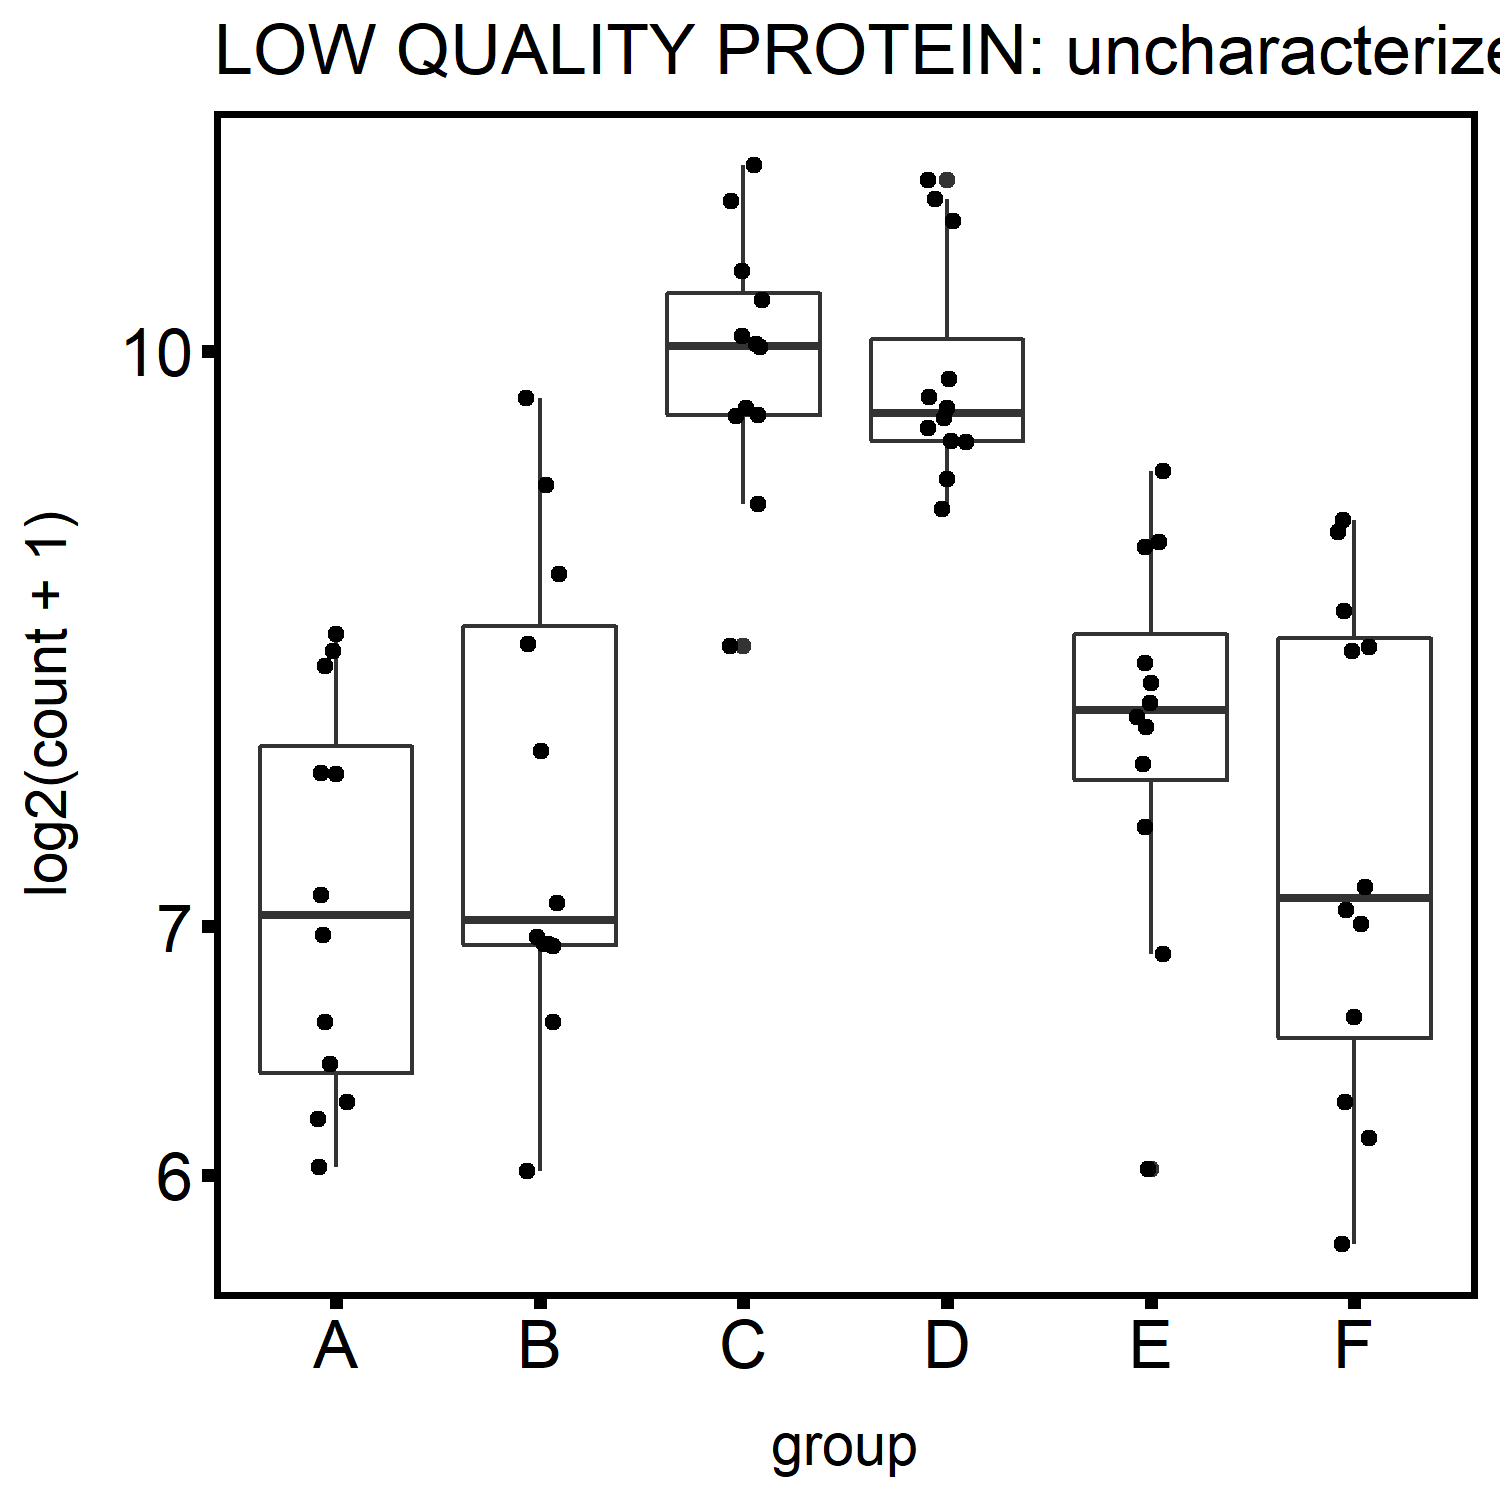 LOW QUALITY PROTEIN: uncharacterize
log2(count + 1)
10
7
6
A B C D E F
group